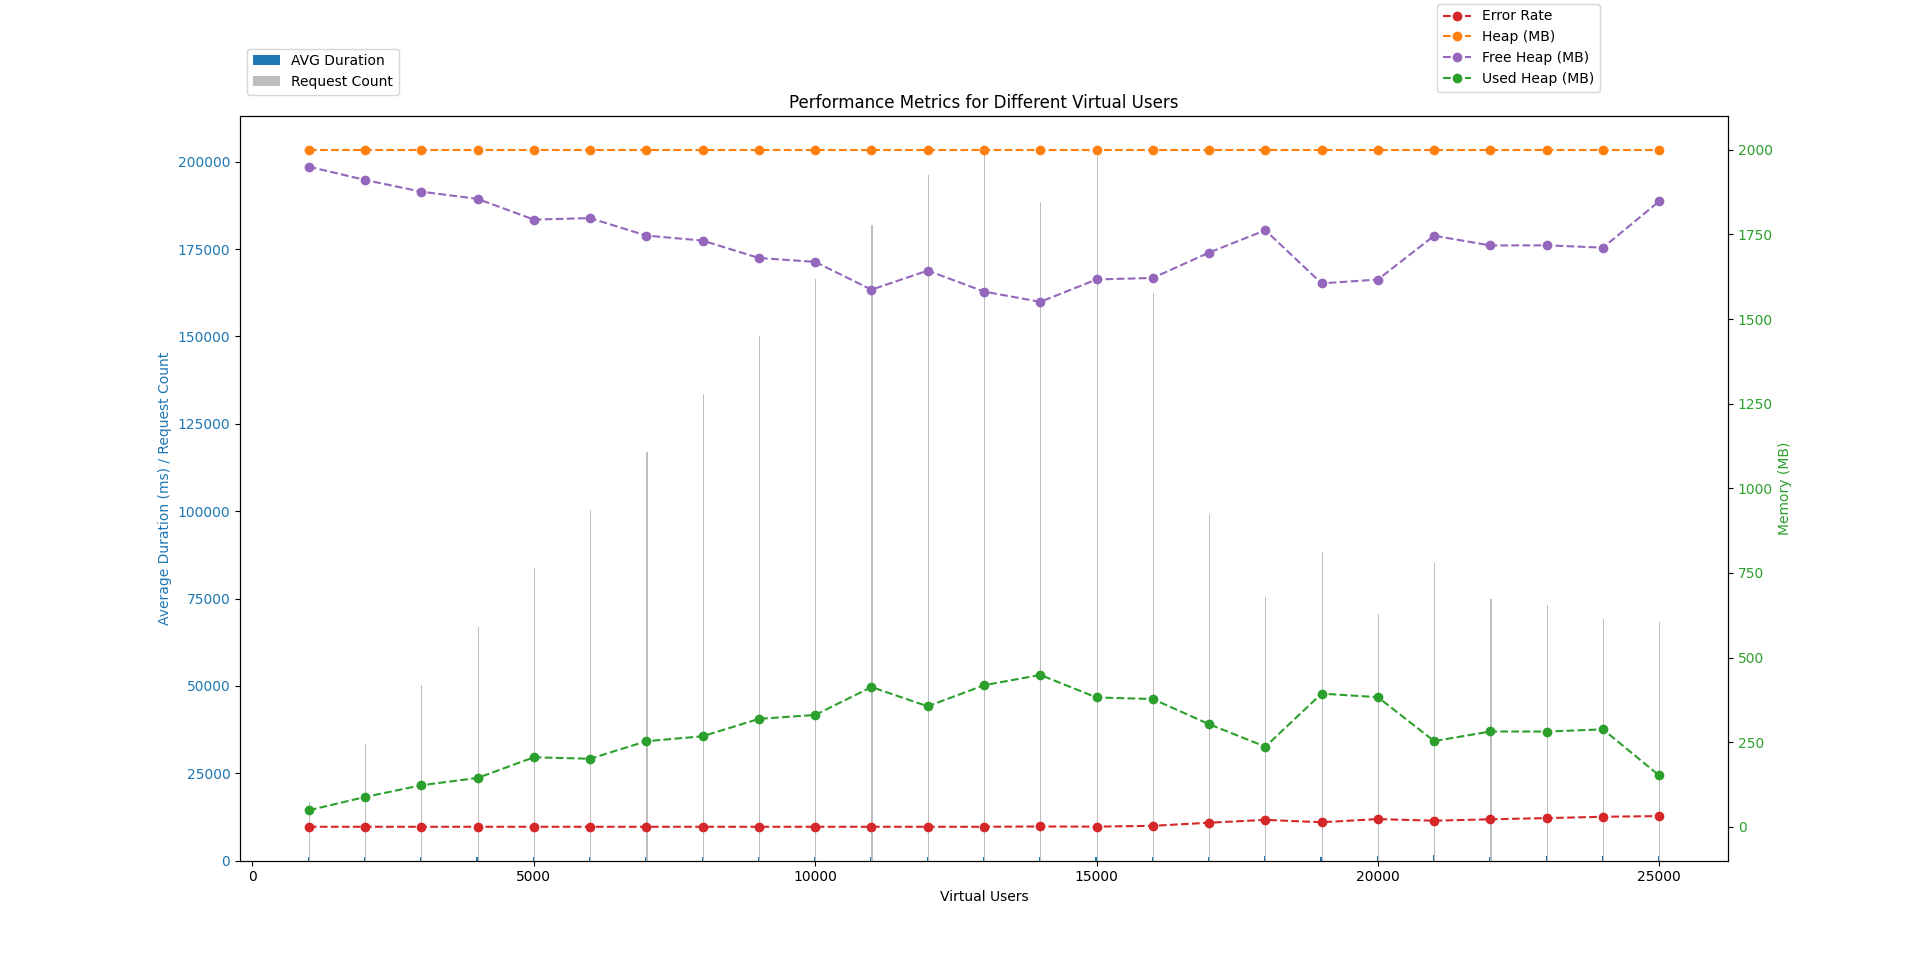 Error Rate
Heap (MB)
Free Heap (MB)
Used Heap (MB)
AVG Duration
Request Count
Performance Metrics for Different Virtual Users
200000
175000
150000
125000
100000
75000
50000
25000
0
Average Duration (ms) / Request Count
2000
1750
1500
1250
1000
750
500
250
0
Memory (MB)
0 5000 10000 15000 20000 25000
Virtual Users